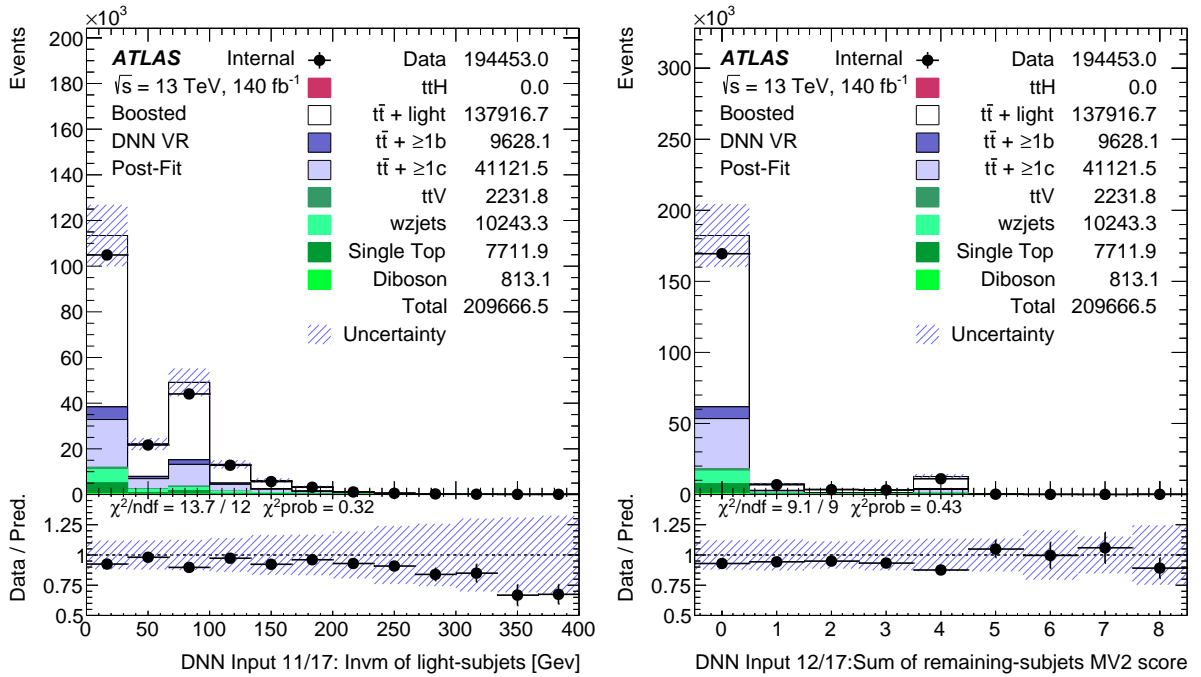 ×10³
Events
200
180
160
140
120
100
80
60
40
20
0
ATLAS Internal
√s = 13 TeV, 140 fb⁻¹
Boosted
DNN VR
Post-Fit
Data 194453.0
ttH 0.0
tt̄ + light 137916.7
tt̄ + ≥1b 9628.1
tt̄ + ≥1c 41121.5
ttV 2231.8
wzjets 10243.3
Single Top 7711.9
Diboson 813.1
Total 209666.5
Uncertainty
χ²/ndf = 13.7 / 12 χ²prob = 0.32
Data / Pred.
1.25
1
0.75
0.5
0 50 100 150 200 250 300 350 400
DNN Input 11/17: Invm of light-subjets [Gev]
×10³
Events
300
250
200
150
100
50
0
ATLAS Internal
√s = 13 TeV, 140 fb⁻¹
Boosted
DNN VR
Post-Fit
Data 194453.0
ttH 0.0
tt̄ + light 137916.7
tt̄ + ≥1b 9628.1
tt̄ + ≥1c 41121.5
ttV 2231.8
wzjets 10243.3
Single Top 7711.9
Diboson 813.1
Total 209666.5
Uncertainty
χ²/ndf = 9.1 / 9 χ²prob = 0.43
Data / Pred.
1.25
1
0.75
0.5
0 1 2 3 4 5 6 7 8
DNN Input 12/17:Sum of remaining-subjets MV2 score